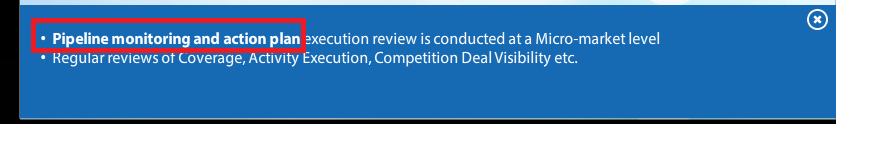 • Pipeline monitoring and action plan execution review is conducted at a Micro-market level
• Regular reviews of Coverage, Activity Execution, Competition Deal Visibility etc.